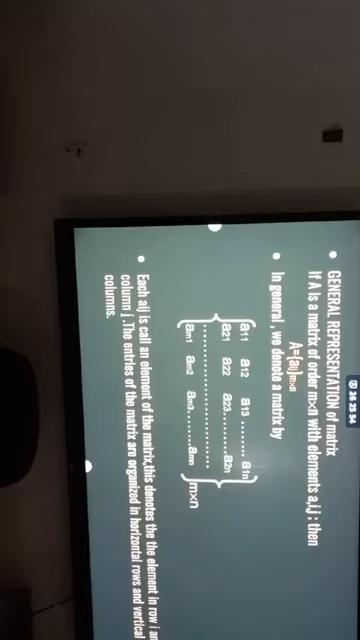 26 25 54
GENERAL REPRESENTATION of matrix
If A is a matrix of order m×n with elements a,i,j ; then
A={aij}m×n
In general , we denote a matrix by
a11 a12 a13 ......... a1n
a21 a22 a23.......... a2n
am1 am2 am3.......amn
m×n
Each aij is call an element of the matrix,this denotes the the element in row i
column j .The entries of the matrix are organized in horizontal rows and vertical
columns.